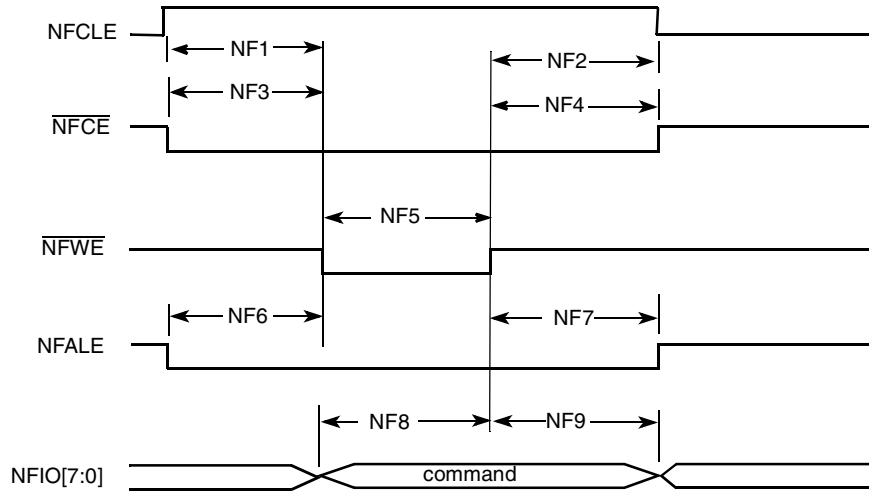 NFCLE
NF1
NF2
NF3
NF4
NFCE
NF5
NFWE
NF6
NF7
NFALE
NF8
NF9
NFIO[7:0]
command